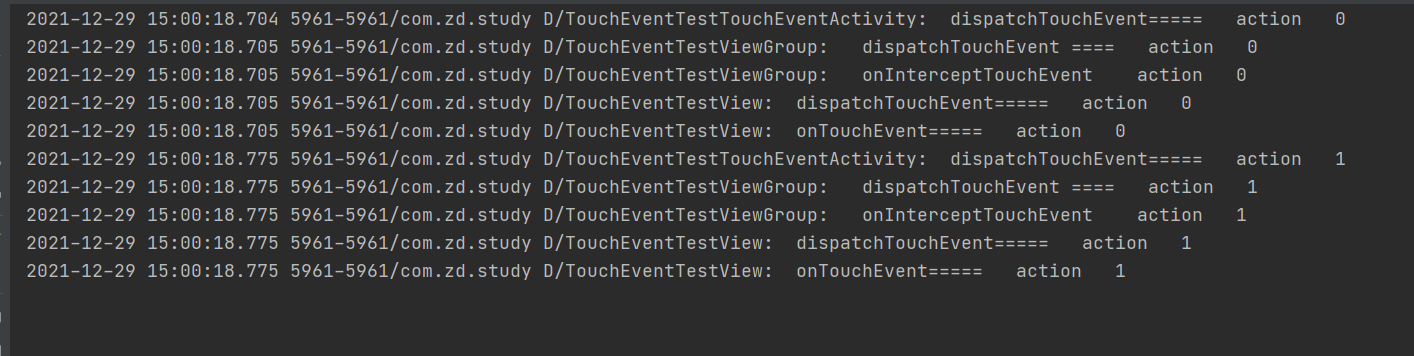 2021-12-29 15:00:18.704 5961-5961/com.zd.study D/TouchEventTestTouchEventActivity:  dispatchTouchEvent=====   action   0
2021-12-29 15:00:18.705 5961-5961/com.zd.study D/TouchEventTestViewGroup:   dispatchTouchEvent ====   action   0
2021-12-29 15:00:18.705 5961-5961/com.zd.study D/TouchEventTestViewGroup:   onInterceptTouchEvent    action   0
2021-12-29 15:00:18.705 5961-5961/com.zd.study D/TouchEventTestView:  dispatchTouchEvent=====   action   0
2021-12-29 15:00:18.705 5961-5961/com.zd.study D/TouchEventTestView:  onTouchEvent=====   action   0
2021-12-29 15:00:18.775 5961-5961/com.zd.study D/TouchEventTestTouchEventActivity:  dispatchTouchEvent=====   action   1
2021-12-29 15:00:18.775 5961-5961/com.zd.study D/TouchEventTestViewGroup:   dispatchTouchEvent ====   action   1
2021-12-29 15:00:18.775 5961-5961/com.zd.study D/TouchEventTestViewGroup:   onInterceptTouchEvent    action   1
2021-12-29 15:00:18.775 5961-5961/com.zd.study D/TouchEventTestView:  dispatchTouchEvent=====   action   1
2021-12-29 15:00:18.775 5961-5961/com.zd.study D/TouchEventTestView:  onTouchEvent=====   action   1